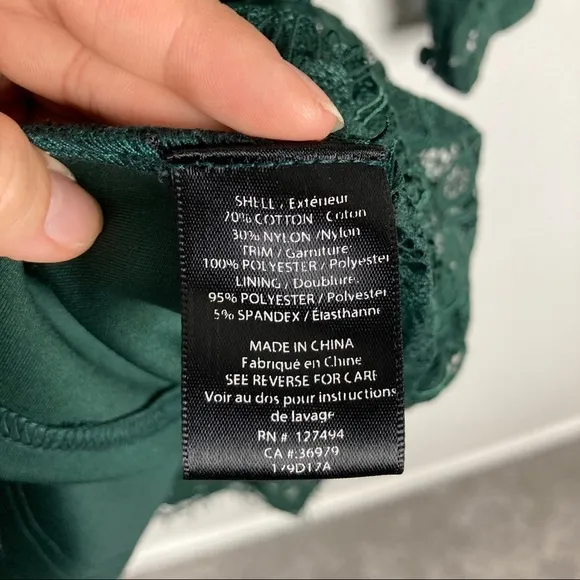 SHELL / Extérieur
70% COTTON / Coton
30% NYLON /Nylon
TRIM / Garniture
100% POLYESTER / Polyester
LINING / Doublure
95% POLYESTER / Polyester
5% SPANDEX / Élasthanne
MADE IN CHINA
Fabriqué en Chine
SEE REVERSE FOR CARE
Voir au dos pour instructions
de lavage
RN # 127494
CA #:36979
179D17A